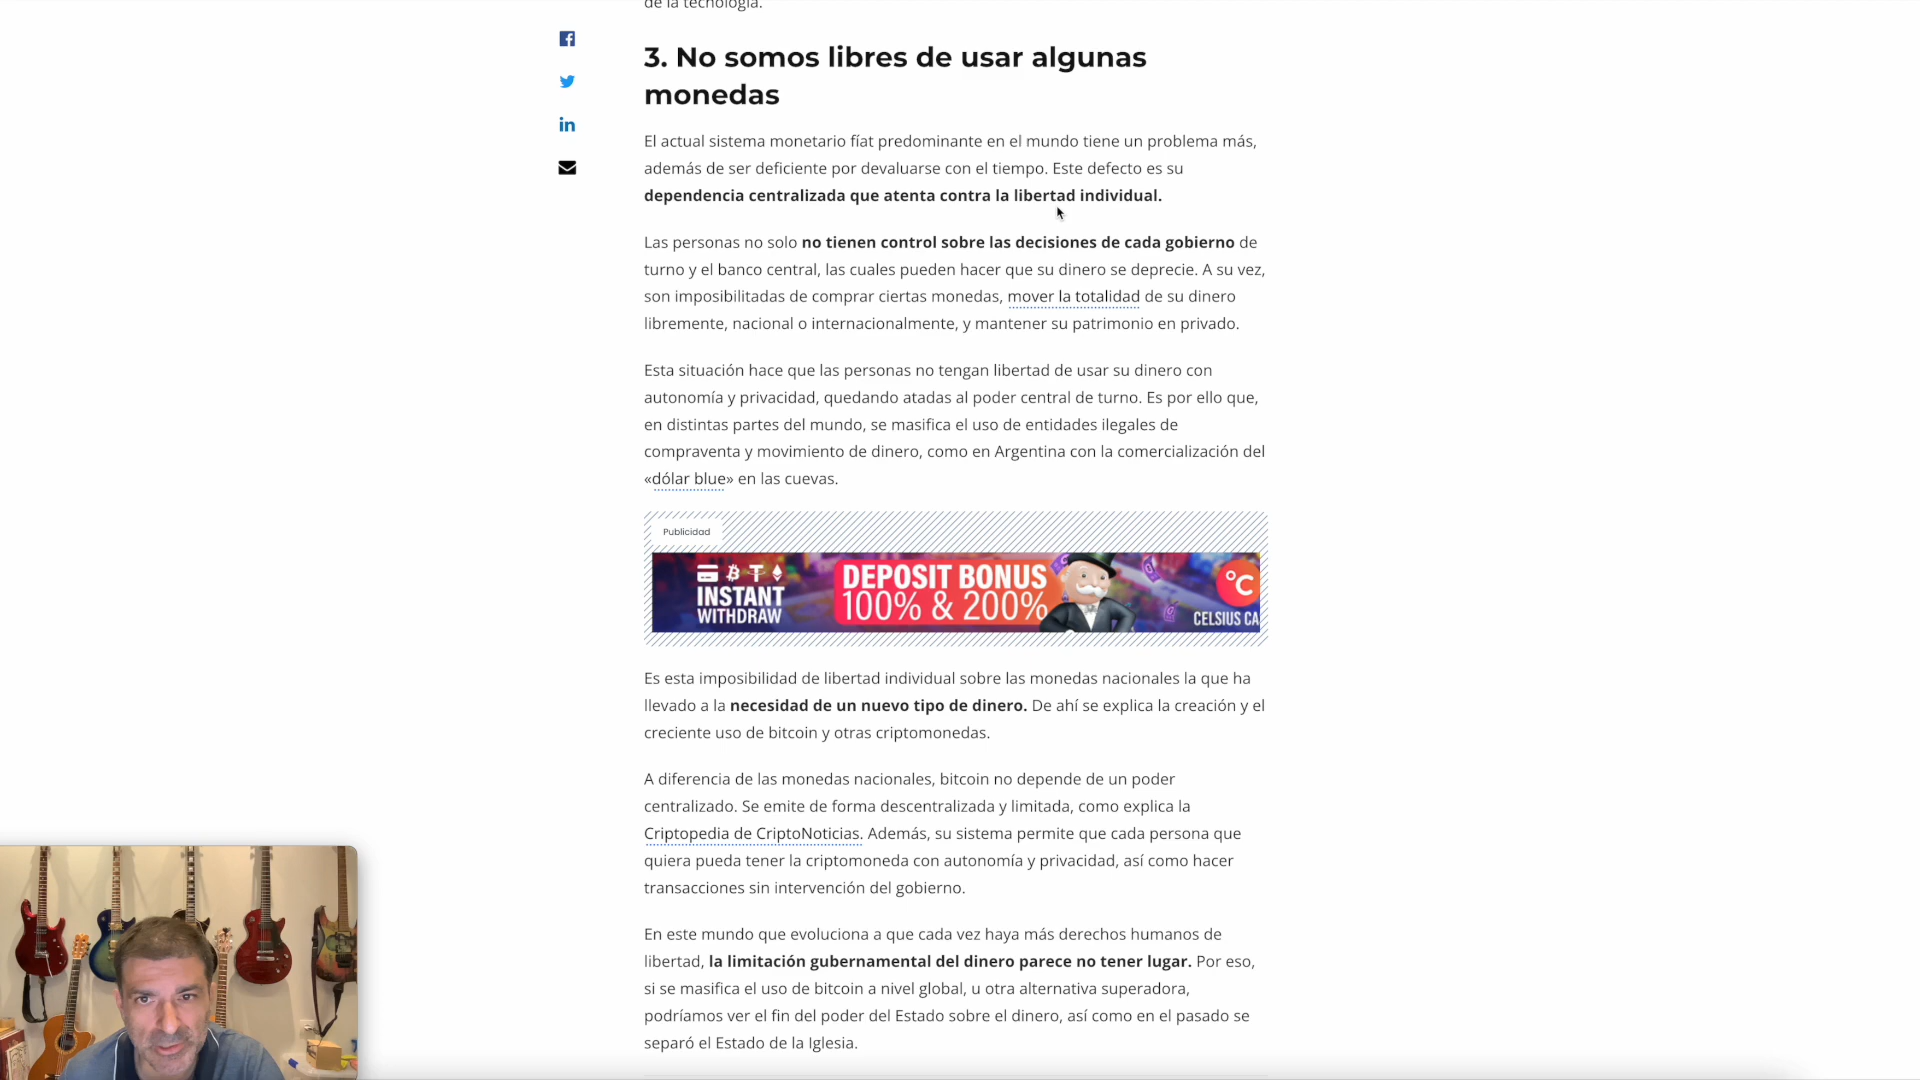 de la tecnología.
3. No somos libres de usar algunas
monedas
El actual sistema monetario fíat predominante en el mundo tiene un problema más,
además de ser deficiente por devaluarse con el tiempo. Este defecto es su
dependencia centralizada que atenta contra la libertad individual.
Las personas no solo no tienen control sobre las decisiones de cada gobierno de
turno y el banco central, las cuales pueden hacer que su dinero se deprecie. A su vez,
son imposibilitadas de comprar ciertas monedas, mover la totalidad de su dinero
libremente, nacional o internacionalmente, y mantener su patrimonio en privado.
Esta situación hace que las personas no tengan libertad de usar su dinero con
autonomía y privacidad, quedando atadas al poder central de turno. Es por ello que,
en distintas partes del mundo, se masifica el uso de entidades ilegales de
compraventa y movimiento de dinero, como en Argentina con la comercialización del
«dólar blue» en las cuevas.
Publicidad
INSTANT
WITHDRAW
DEPOSIT BONUS
100% & 200%
°C
CELSIUS CA
Es esta imposibilidad de libertad individual sobre las monedas nacionales la que ha
llevado a la necesidad de un nuevo tipo de dinero. De ahí se explica la creación y el
creciente uso de bitcoin y otras criptomonedas.
A diferencia de las monedas nacionales, bitcoin no depende de un poder
centralizado. Se emite de forma descentralizada y limitada, como explica la
Criptopedia de CriptoNoticias. Además, su sistema permite que cada persona que
quiera pueda tener la criptomoneda con autonomía y privacidad, así como hacer
transacciones sin intervención del gobierno.
En este mundo que evoluciona a que cada vez haya más derechos humanos de
libertad, la limitación gubernamental del dinero parece no tener lugar. Por eso,
si se masifica el uso de bitcoin a nivel global, u otra alternativa superadora,
podríamos ver el fin del poder del Estado sobre el dinero, así como en el pasado se
separó el Estado de la Iglesia.